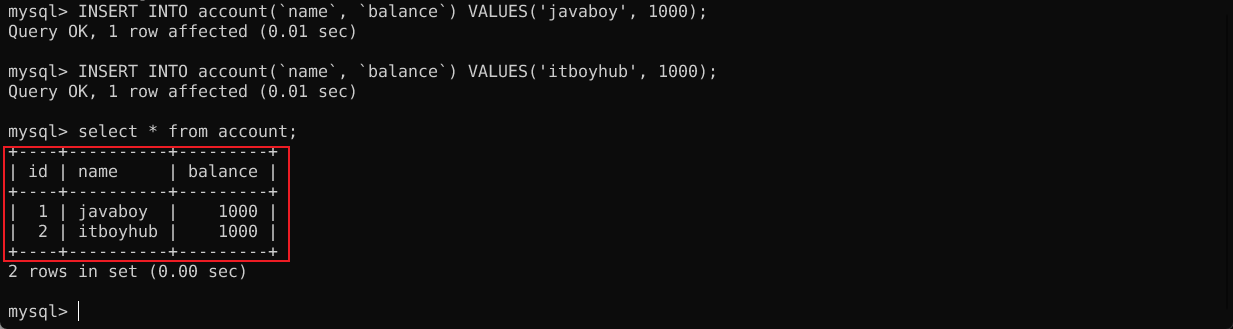 mysql> INSERT INTO account(`name`, `balance`) VALUES('javaboy', 1000);
Query OK, 1 row affected (0.01 sec)
mysql> INSERT INTO account(`name`, `balance`) VALUES('itboyhub', 1000);
Query OK, 1 row affected (0.01 sec)
mysql> select * from account;
+----+----------+---------+
| id | name     | balance |
+----+----------+---------+
|  1 | javaboy  |    1000 |
|  2 | itboyhub |    1000 |
+----+----------+---------+
2 rows in set (0.00 sec)
mysql>